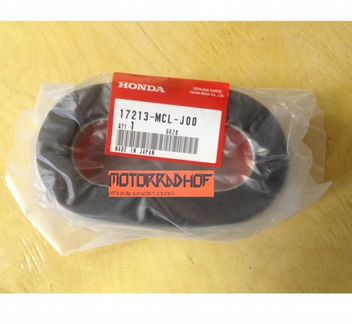 HONDA
GENUINE PARTS
Honda Motor Co., Ltd.
17213-MCL-J00
QTY 1
MADE IN JAPAN
MOTORRADHOF